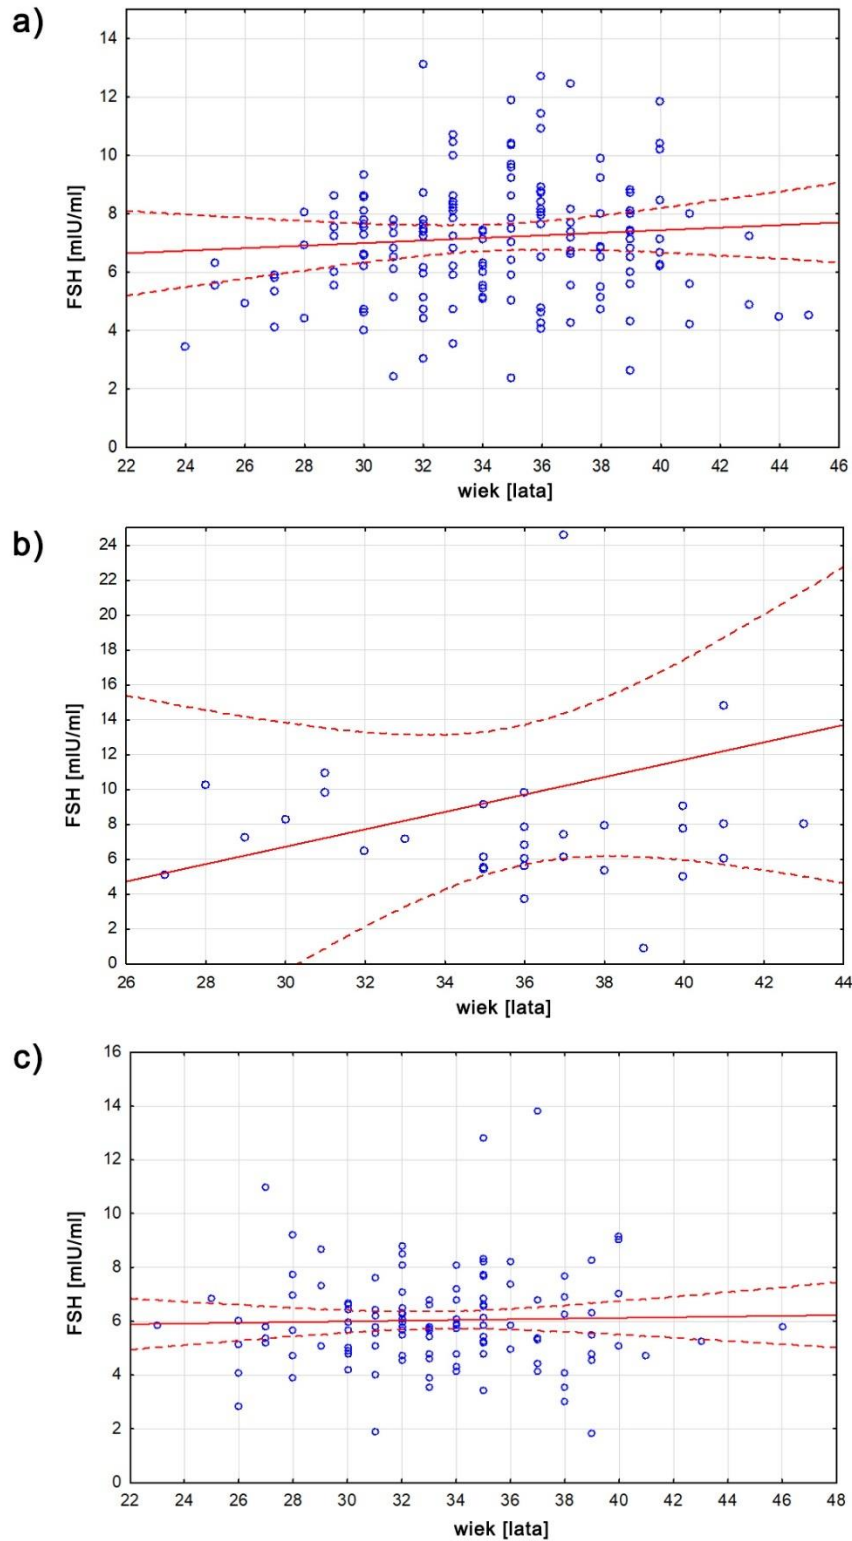 a)
14
12
10
8
6
4
2
0
FSH [mIU/ml]
22 24 26 28 30 32 34 36 38 40 42 44 46
wiek [lata]
b)
24
22
20
18
16
14
12
10
8
6
4
2
0
FSH [mIU/ml]
26 28 30 32 34 36 38 40 42 44
wiek [lata]
c)
16
14
12
10
8
6
4
2
0
FSH [mIU/ml]
22 24 26 28 30 32 34 36 38 40 42 44 46 48
wiek [lata]